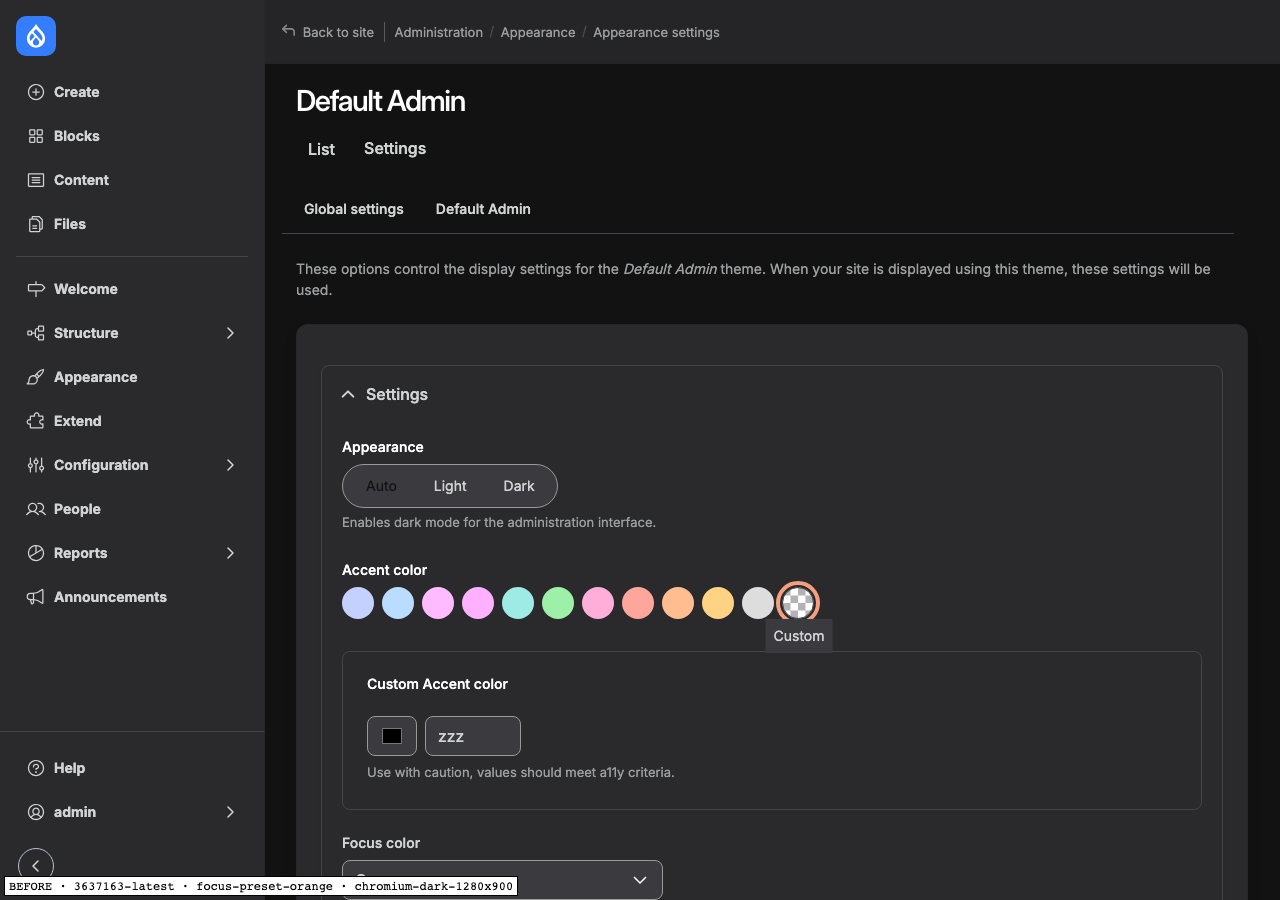 Back to site
Administration / Appearance / Appearance settings
Create
Blocks
Content
Files
Welcome
Structure
Appearance
Extend
Configuration
People
Reports
Announcements
Help
admin
Default Admin
List
Settings
Global settings
Default Admin
These options control the display settings for the Default Admin theme. When your site is displayed using this theme, these settings will be
used.
Settings
Appearance
Auto
Light
Dark
Enables dark mode for the administration interface.
Accent color
Custom
Custom Accent color
zzz
Use with caution, values should meet a11y criteria.
Focus color
BEFORE · 3637163-latest · focus-preset-orange · chromium-dark-1280x900